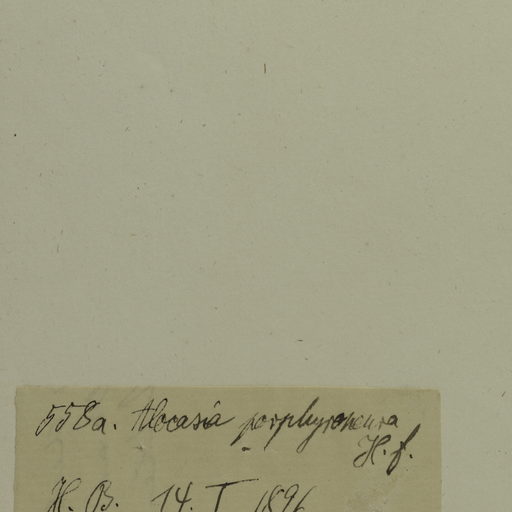 558a. Alocasia porphyroneura
H. f.
H. B. 14. I 1896